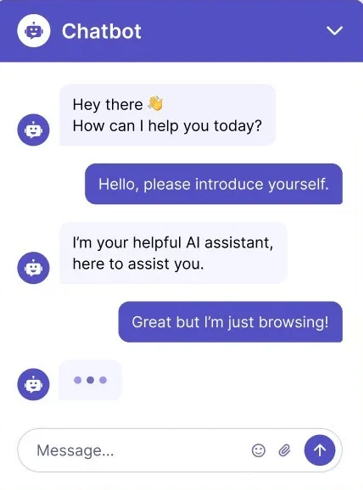 Chatbot
Hey there 👋
How can I help you today?
Hello, please introduce yourself.
I'm your helpful AI assistant,
here to assist you.
Great but I'm just browsing!
Message...